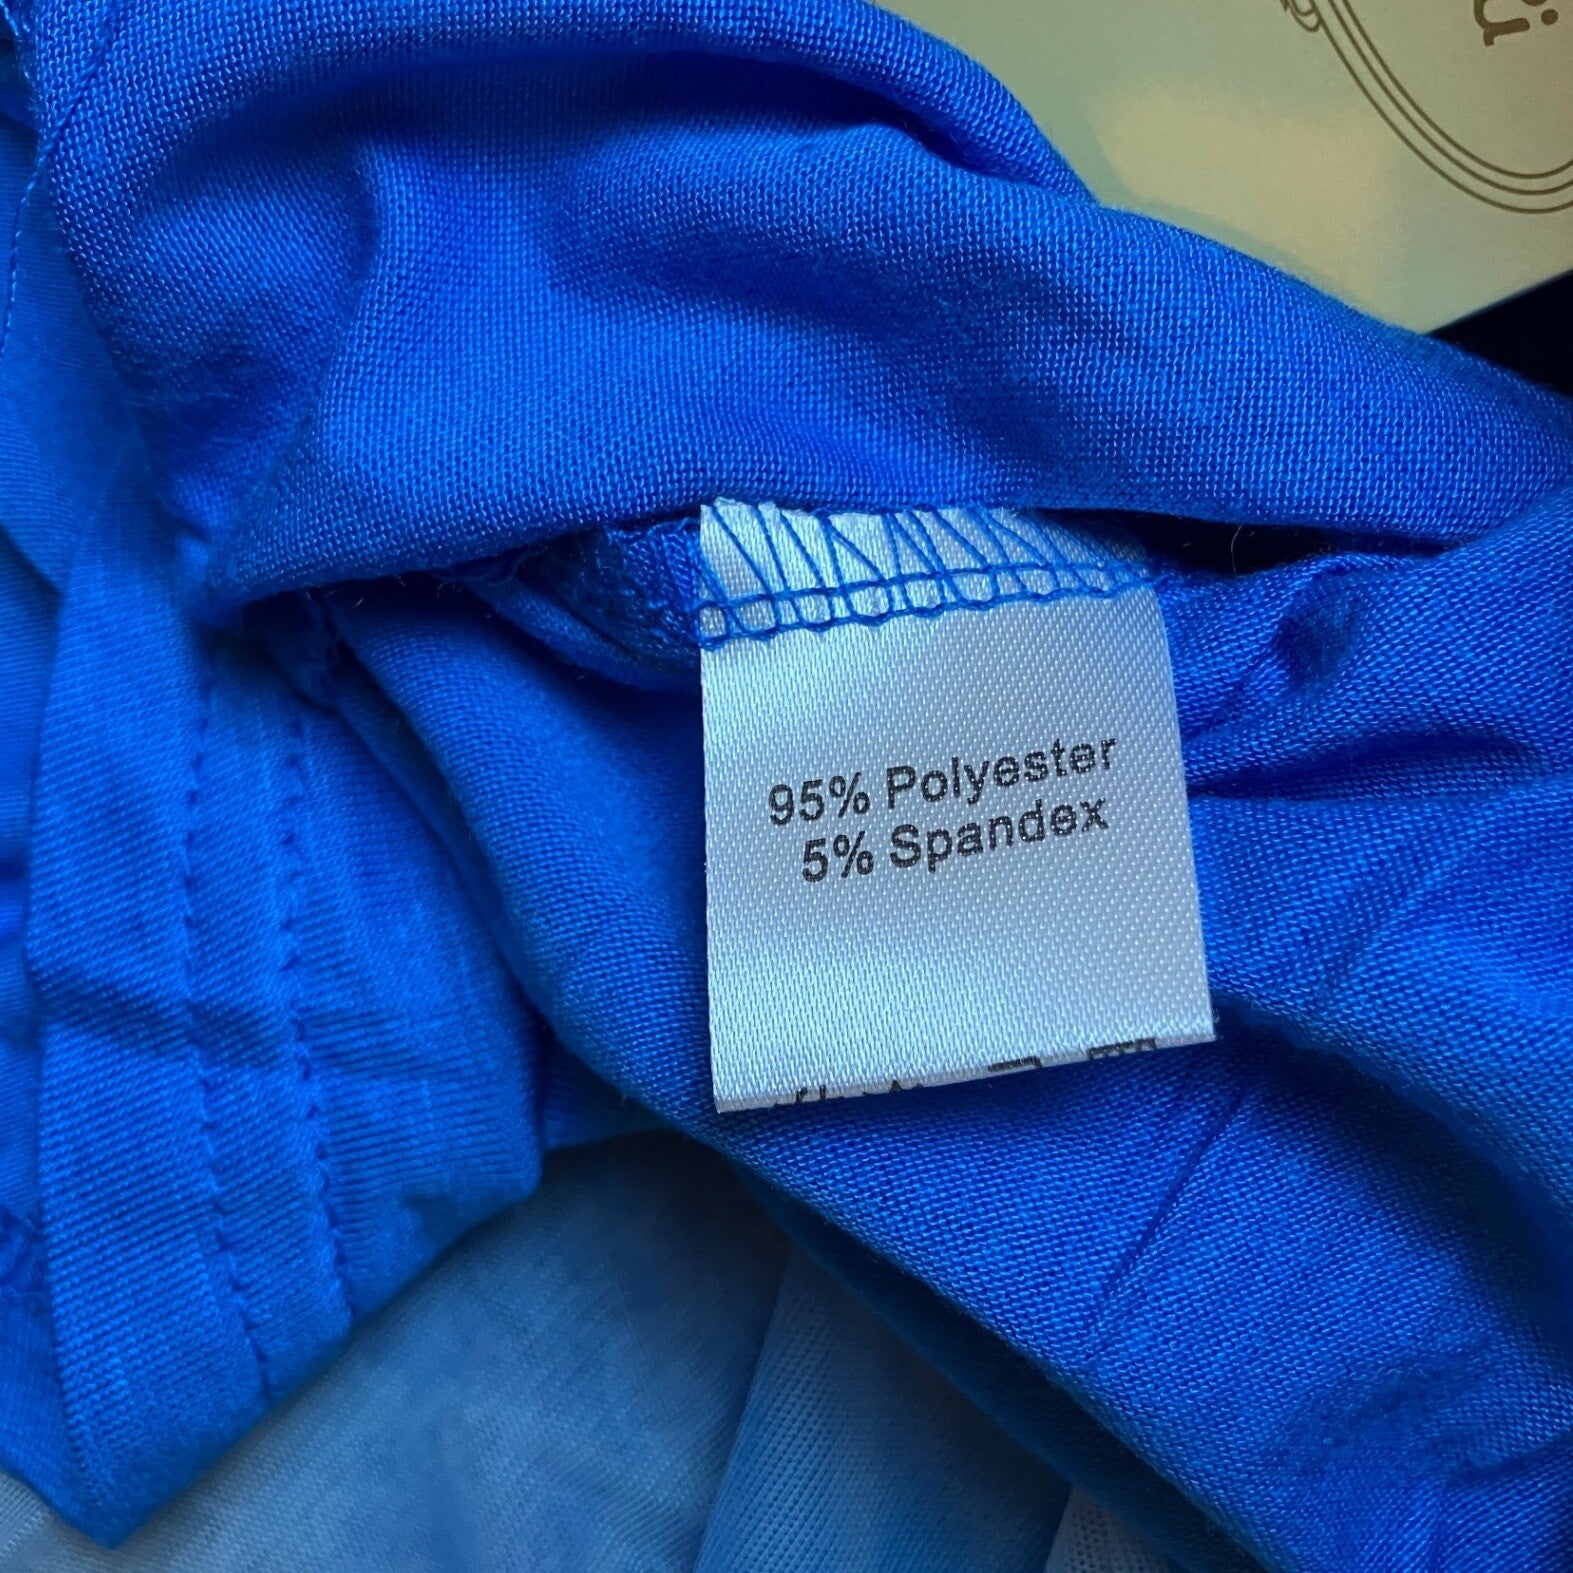 95% Polyester
5% Spandex